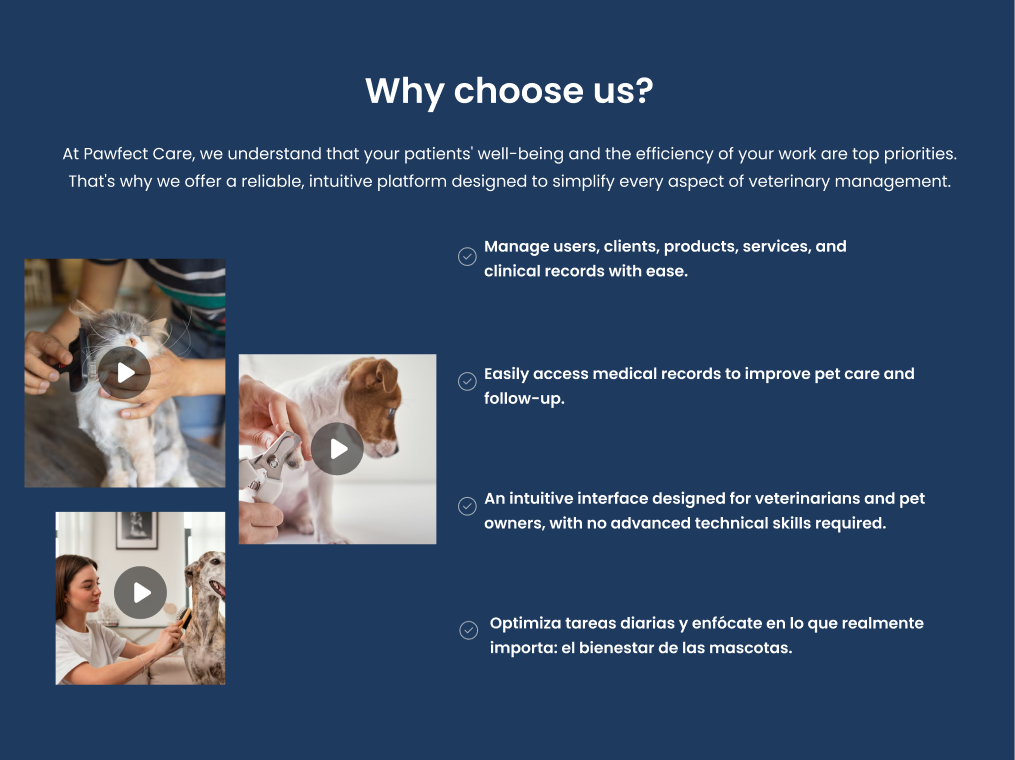 Why choose us?
At Pawfect Care, we understand that your patients' well-being and the efficiency of your work are top priorities.
That's why we offer a reliable, intuitive platform designed to simplify every aspect of veterinary management.
Manage users, clients, products, services, and
clinical records with ease.
Easily access medical records to improve pet care and
follow-up.
An intuitive interface designed for veterinarians and pet
owners, with no advanced technical skills required.
Optimiza tareas diarias y enfócate en lo que realmente
importa: el bienestar de las mascotas.